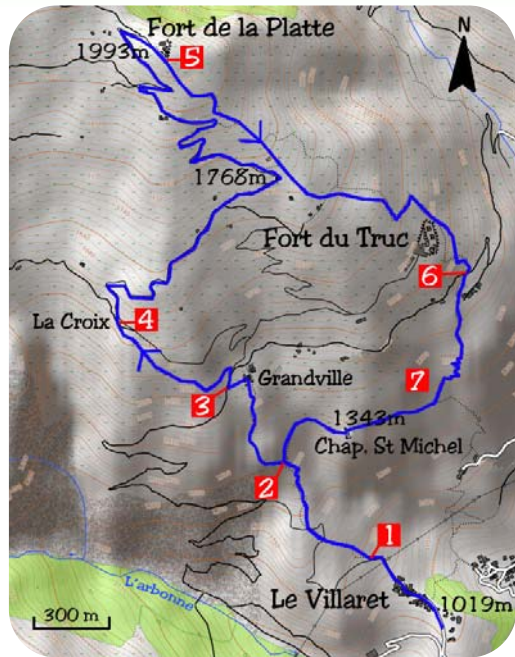 Fort de la Platte
N
1993m
5
1768m
Fort du Truc
6
La Croix
4
Grandville
7
3
1343m
Chap. St Michel
2
1
Le Villaret
1019m
L'arbonne
300 m